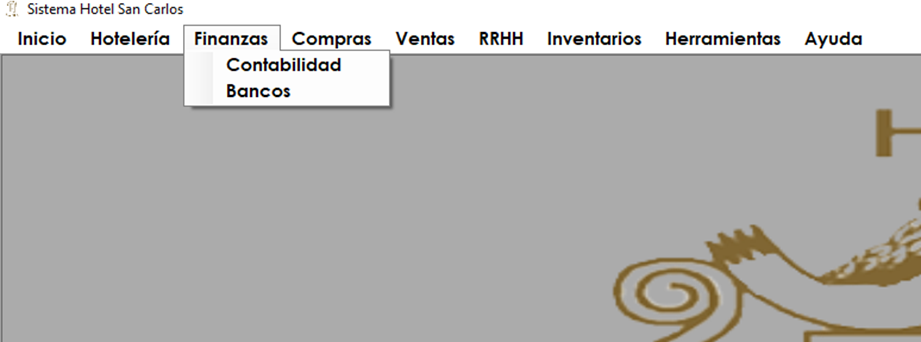 Sistema Hotel San Carlos
Inicio Hotelería Finanzas Compras Ventas RRHH Inventarios Herramientas Ayuda
Contabilidad
Bancos
H